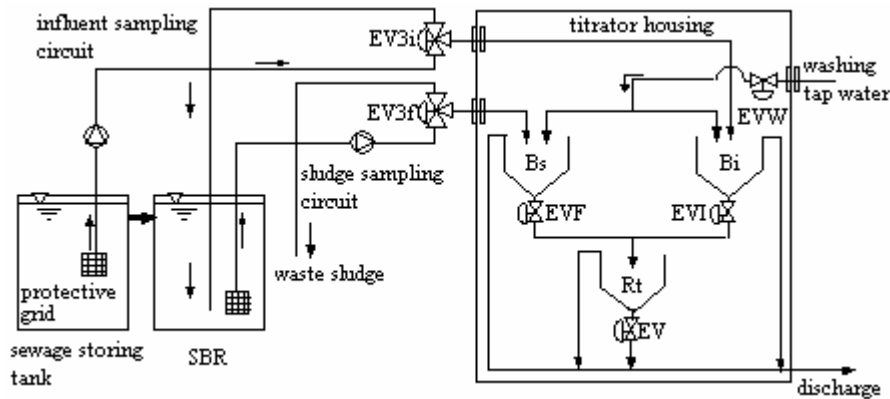 influent sampling
circuit
EV3i
titrator housing
washing
tap water
EVW
EV3f
Bs
Bi
sludge sampling
circuit
EVF
EVI
waste sludge
Rt
protective
grid
EV
sewage storing
tank
SBR
discharge